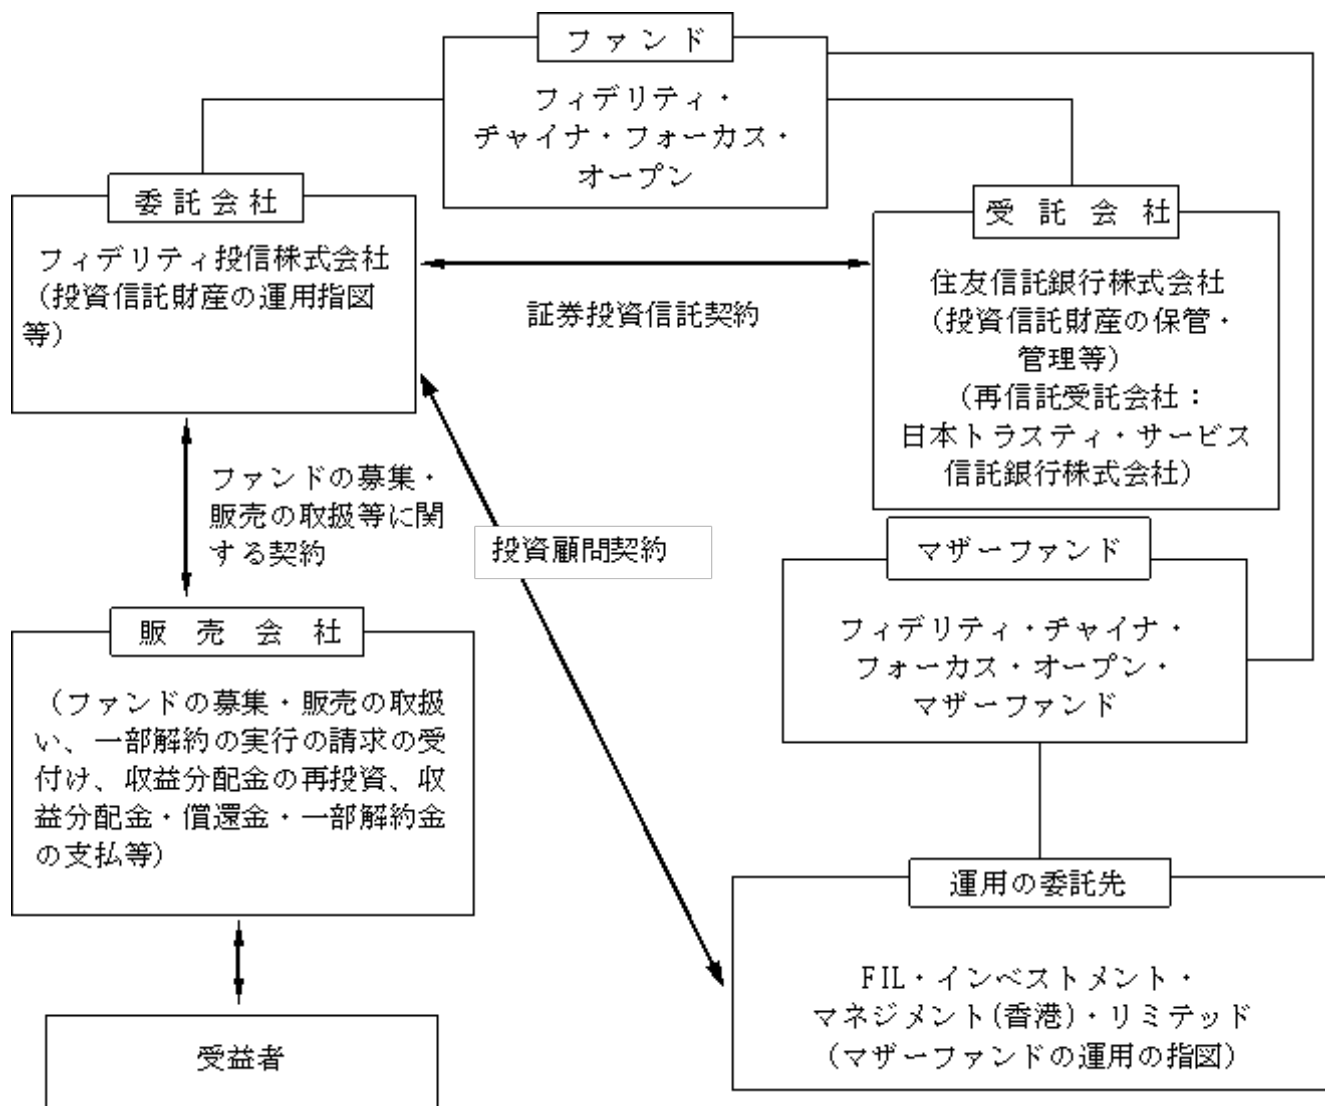 ファンド
フィデリティ・
チャイナ・フォーカス・
オープン
委託会社
フィデリティ投信株式会社
（投資信託財産の運用指図
等）
証券投資信託契約
受託会社
住友信託銀行株式会社
（投資信託財産の保管・
管理等）
（再信託受託会社：
日本トラスティ・サービス
信託銀行株式会社）
ファンドの募集・
販売の取扱等に関
する契約
投資顧問契約
マザーファンド
フィデリティ・チャイナ・
フォーカス・オープン・
マザーファンド
販売会社
（ファンドの募集・販売の取扱
い、一部解約の実行の請求の受
付け、収益分配金の再投資、収
益分配金・償還金・一部解約金
の支払等）
運用の委託先
FIL・インベストメント・
マネジメント(香港)・リミテッド
（マザーファンドの運用の指図）
受益者